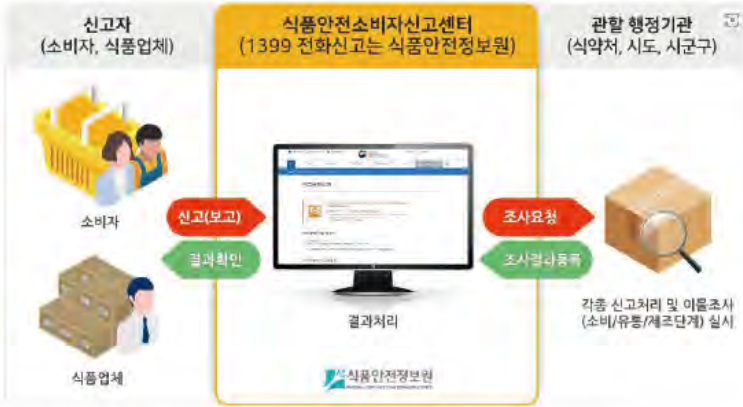 신고자
(소비자, 식품업체)
식품안전소비자신고센터
(1399 전화신고는 식품안전정보원)
관할 행정기관
(식약처, 시도, 시군구)
소비자
식품업체
신고(보고)
결과확인
결과처리
식품안전정보원
조사요청
조사결과등록
각종 신고처리 및 이물조사
(소비/유통/제조단계) 실시